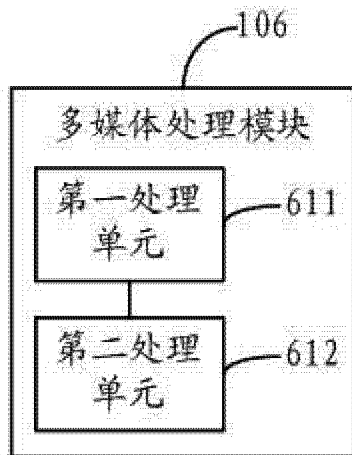 106
多媒体处理模块
第一处理
单元
611
第二处理
单元
612